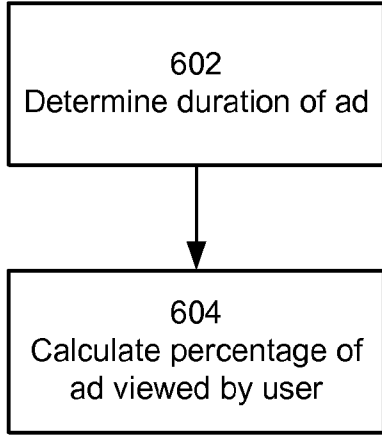 602
Determine duration of ad
604
Calculate percentage of
ad viewed by user